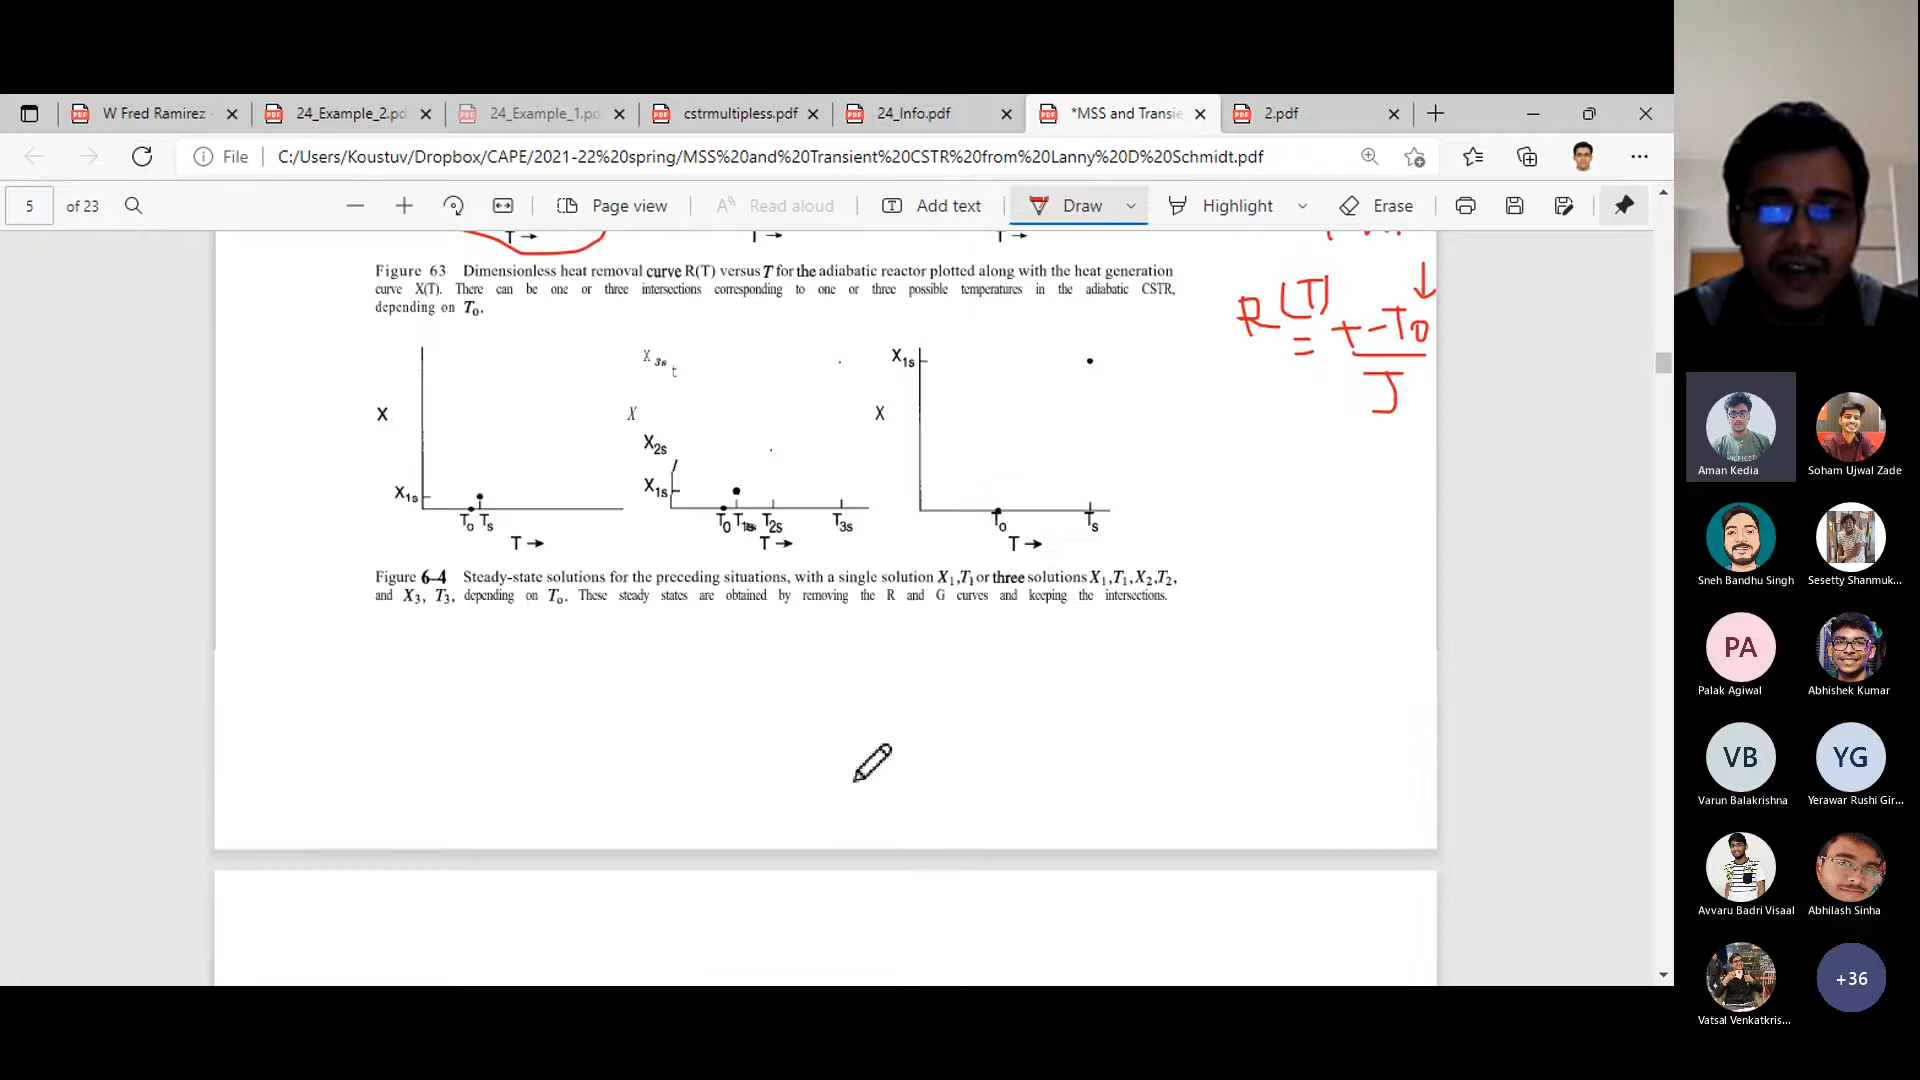 W Fred Ramirez -
24_Example_2.pd
24_Example_1.pd
cstrmultipless.pdf
24_Info.pdf
*MSS and Transie
2.pdf
File
C:/Users/Koustuv/Dropbox/CAPE/2021-22%20spring/MSS%20and%20Transient%20CSTR%20from%20Lanny%20D%20Schmidt.pdf
5 of 23
Page view
Read aloud
Add text
Draw
Highlight
Erase
T → T → T →
Figure 63 Dimensionless heat removal curve R(T) versus T for the adiabatic reactor plotted along with the heat generation
curve X(T). There can be one or three intersections corresponding to one or three possible temperatures in the adiabatic CSTR,
depending on To.
R(T) =
T - To
J
X
X1s
To Ts
T →
X3s
t
X
X2s
X1s
To T1s T2s T3s
T →
X1s
X
To Ts
T →
Figure 6-4 Steady-state solutions for the preceding situations, with a single solution X1,T1 or three solutions X1,T1,X2,T2,
and X3, T3, depending on To. These steady states are obtained by removing the R and G curves and keeping the intersections.
Aman Kedia
Soham Ujwal Zade
Sneh Bandhu Singh
Sesetty Shanmuk...
PA
Palak Agiwal
Abhishek Kumar
VB
Varun Balakrishna
YG
Yerawar Rushi Gir...
Avvaru Badri Visaal
Abhilash Sinha
Vatsal Venkatkris...
+36